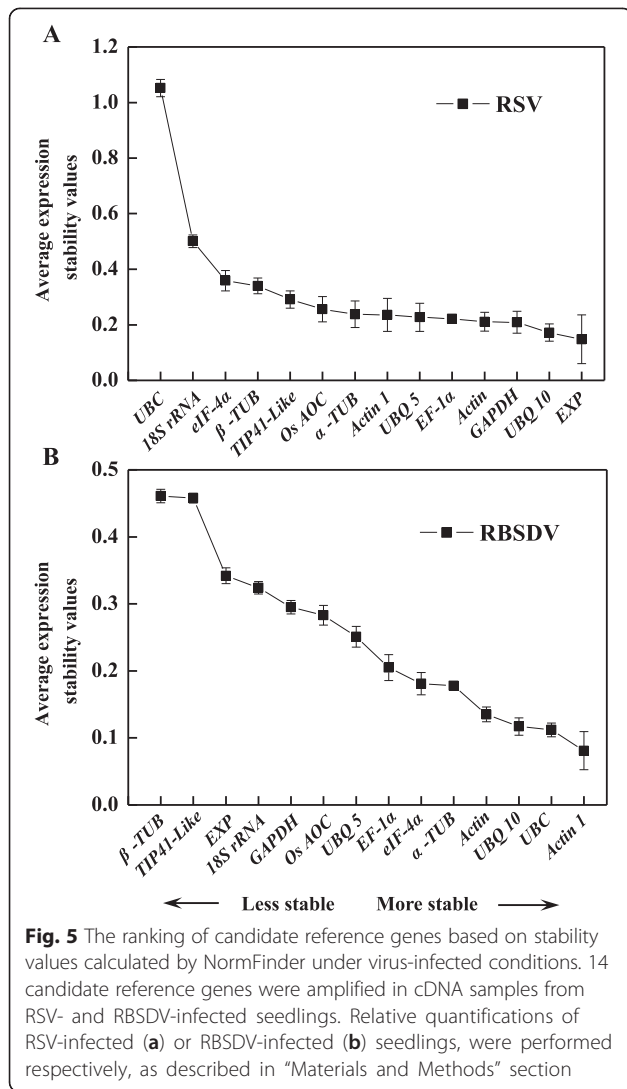 A
Average expression
stability values
1.2
1.0
0.8
0.6
0.4
0.2
0.0
RSV
UBC
18S rRNA
eIF-4α
β -TUB
TIP41-Like
Os AOC
α -TUB
Actin 1
UBQ 5
EF-1α
Actin
GAPDH
UBQ 10
EXP
B
Average expression
stability values
0.5
0.4
0.3
0.2
0.1
0.0
RBSDV
β -TUB
TIP41-Like
EXP
18S rRNA
GAPDH
Os AOC
UBQ 5
EF-1α
eIF-4α
α -TUB
Actin
UBQ 10
UBC
Actin 1
Less stable More stable
Fig. 5 The ranking of candidate reference genes based on stability
values calculated by NormFinder under virus-infected conditions. 14
candidate reference genes were amplified in cDNA samples from
RSV- and RBSDV-infected seedlings. Relative quantifications of
RSV-infected (a) or RBSDV-infected (b) seedlings, were performed
respectively, as described in “Materials and Methods” section